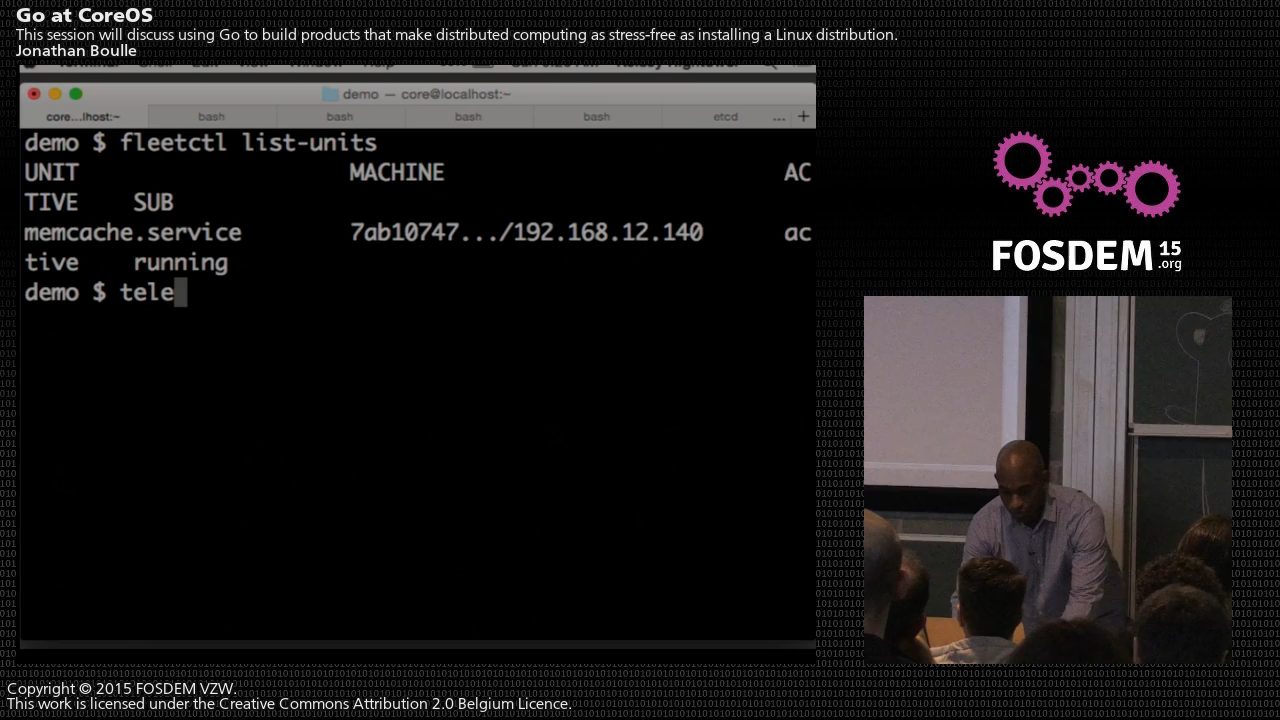 Go at CoreOS
This session will discuss using Go to build products that make distributed computing as stress-free as installing a Linux distribution.
Jonathan Boulle
demo — core@localhost:~
core...lhost:~ bash bash bash bash etcd ... +
demo $ fleetctl list-units
UNIT MACHINE AC
TIVE SUB
memcache.service 7ab10747.../192.168.12.140 ac
tive running
demo $ tele
FOSDEM 15
.org
Copyright © 2015 FOSDEM VZW.
This work is licensed under the Creative Commons Attribution 2.0 Belgium Licence.